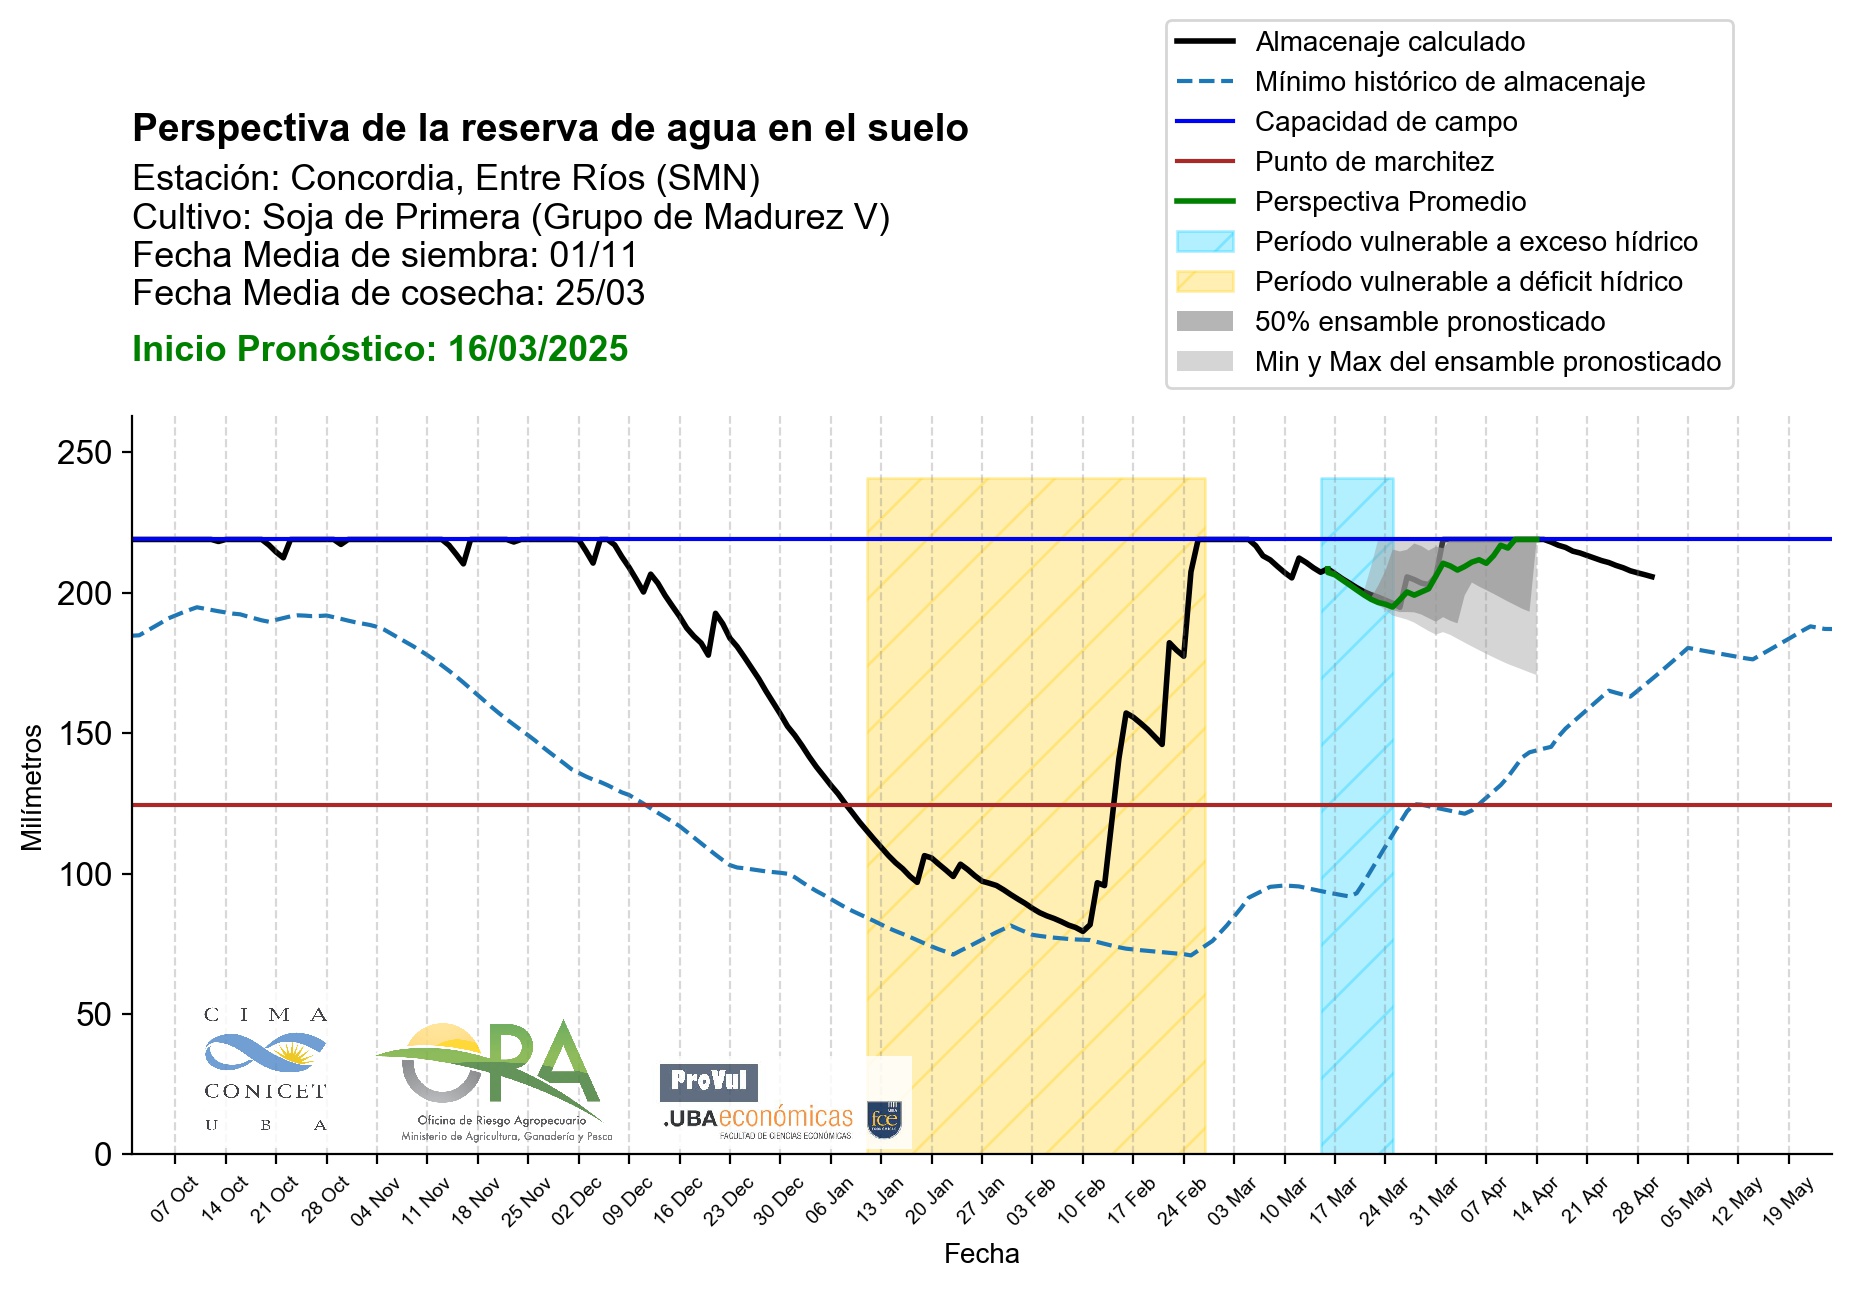 Almacenaje calculado
Mínimo histórico de almacenaje
Capacidad de campo
Punto de marchitez
Perspectiva Promedio
Período vulnerable a exceso hídrico
Período vulnerable a déficit hídrico
50% ensamble pronosticado
Min y Max del ensamble pronosticado
Perspectiva de la reserva de agua en el suelo
Estación: Concordia, Entre Ríos (SMN)
Cultivo: Soja de Primera (Grupo de Madurez V)
Fecha Media de siembra: 01/11
Fecha Media de cosecha: 25/03
Inicio Pronóstico: 16/03/2025
250
200
150
100
50
0
Milímetros
CIMA
CONICET
UBA
ORA
Oficina de Riesgo Agropecuario
Ministerio de Agricultura, Ganadería y Pesca
ProVul
.UBAeconómicas
FACULTAD DE CIENCIAS ECONÓMICAS
UBA
fce
07 Oct
14 Oct
21 Oct
28 Oct
04 Nov
11 Nov
18 Nov
25 Nov
02 Dec
09 Dec
16 Dec
23 Dec
30 Dec
06 Jan
13 Jan
20 Jan
27 Jan
03 Feb
10 Feb
17 Feb
24 Feb
03 Mar
10 Mar
17 Mar
24 Mar
31 Mar
07 Apr
14 Apr
21 Apr
28 Apr
05 May
12 May
19 May
Fecha